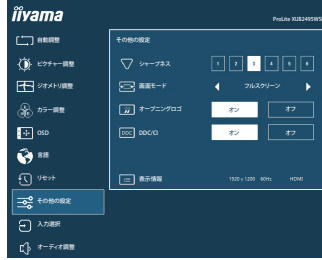 iiyama
ProLite XUB2495WS
自動調整
ピクチャー調整
ジオメトリ調整
カラー調整
OSD
言語
リセット
その他の設定
入力選択
オーディオ調整
その他の設定
シャープネス 1 2 3 4 5 6
画面モード フルスクリーン
オープニングロゴ オン オフ
DDC DDC/CI オン オフ
表示情報 1920 x 1200 60Hz HDMI